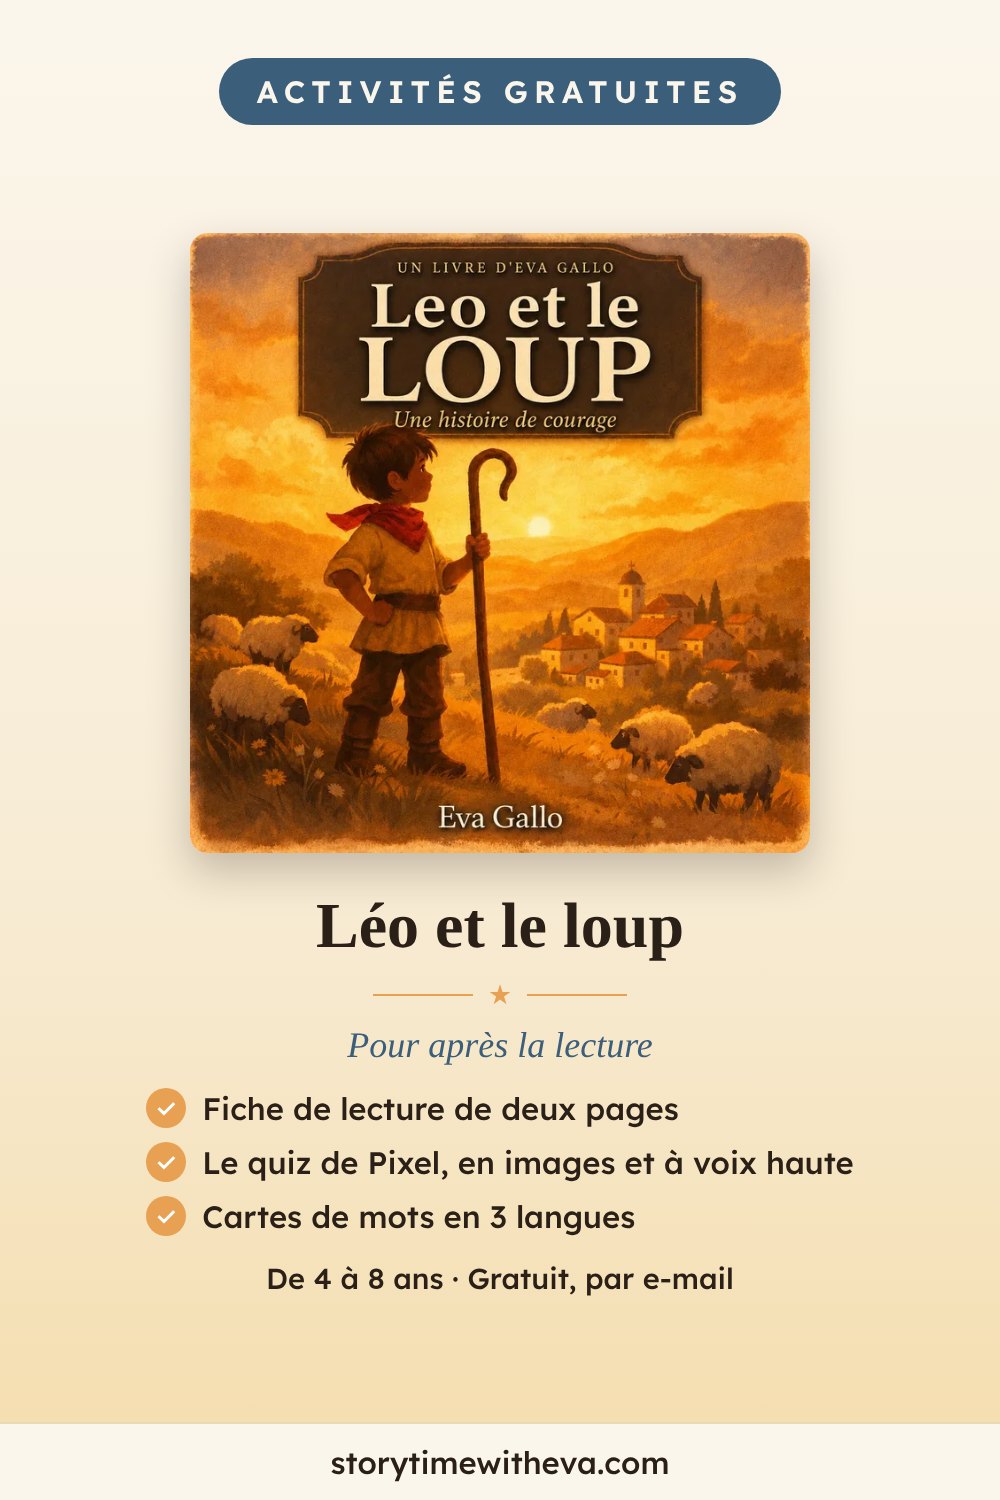 ACTIVITÉS GRATUITES
UN LIVRE D'EVA GALLO
Leo et le
LOUP
Une histoire de courage
Eva Gallo
Léo et le loup
Pour après la lecture
Fiche de lecture de deux pages
Le quiz de Pixel, en images et à voix haute
Cartes de mots en 3 langues
De 4 à 8 ans · Gratuit, par e-mail
storytimewitheva.com